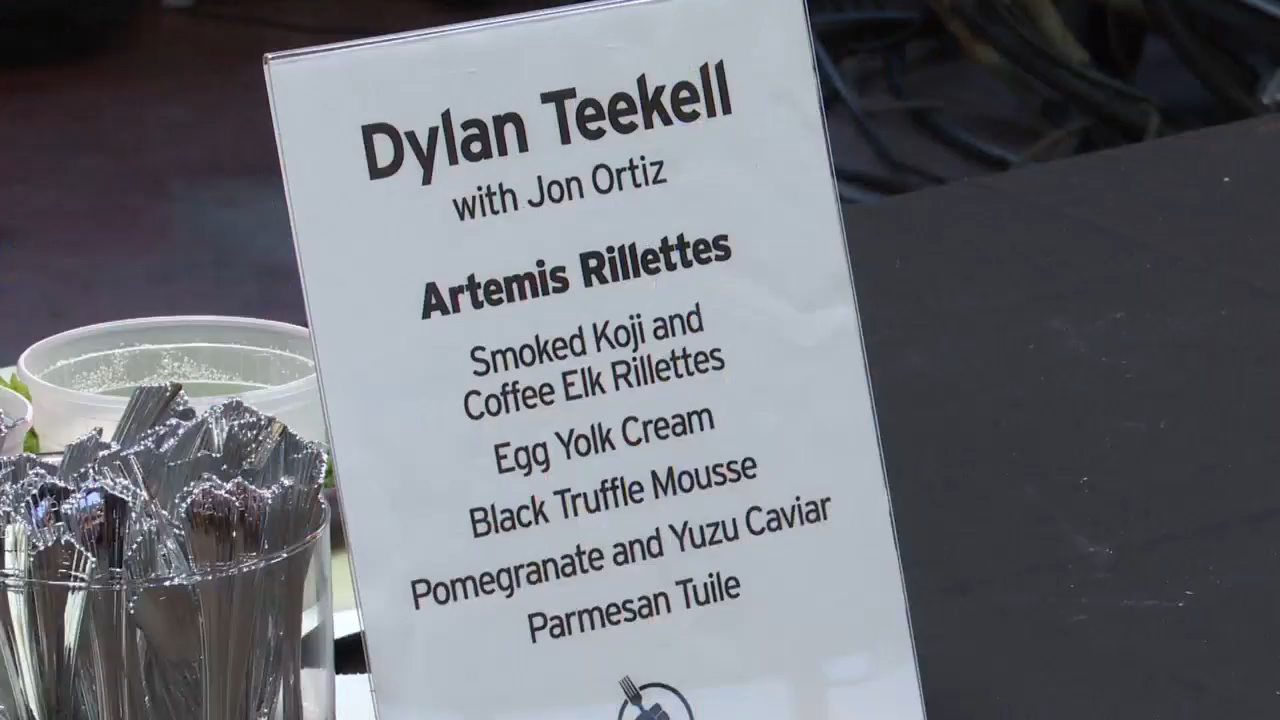 Dylan Teekell
with Jon Ortiz
Artemis Rillettes
Smoked Koji and
Coffee Elk Rillettes
Egg Yolk Cream
Black Truffle Mousse
Pomegranate and Yuzu Caviar
Parmesan Tuile